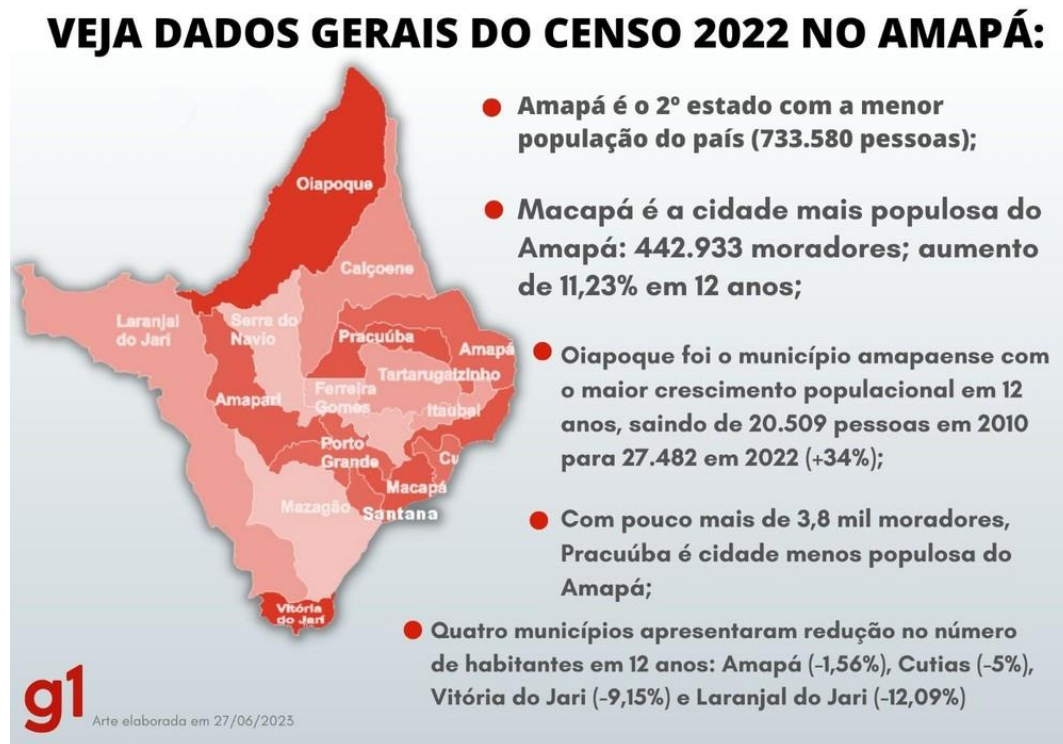 VEJA DADOS GERAIS DO CENSO 2022 NO AMAPÁ:
Amapá é o 2º estado com a menor
população do país (733.580 pessoas);
Macapá é a cidade mais populosa do
Amapá: 442.933 moradores; aumento
de 11,23% em 12 anos;
Oiapoque foi o município amapaense com
o maior crescimento populacional em 12
anos, saindo de 20.509 pessoas em 2010
para 27.482 em 2022 (+34%);
Com pouco mais de 3,8 mil moradores,
Pracuúba é cidade menos populosa do
Amapá;
Quatro municípios apresentaram redução no número
de habitantes em 12 anos: Amapá (-1,56%), Cutias (-5%),
Vitória do Jari (-9,15%) e Laranjal do Jari (-12,09%)
Oiapoque
Calçoene
Laranjal
do Jarí
Serra do
Navio
Pracuúba
Amapá
Tartarugalzinho
Ferreira
Gomes
Amapari
Itaubal
Porto
Grande
Cu
Macapá
Mazagão
Santana
Vitória
do Jarí
g1
Arte elaborada em 27/06/2023